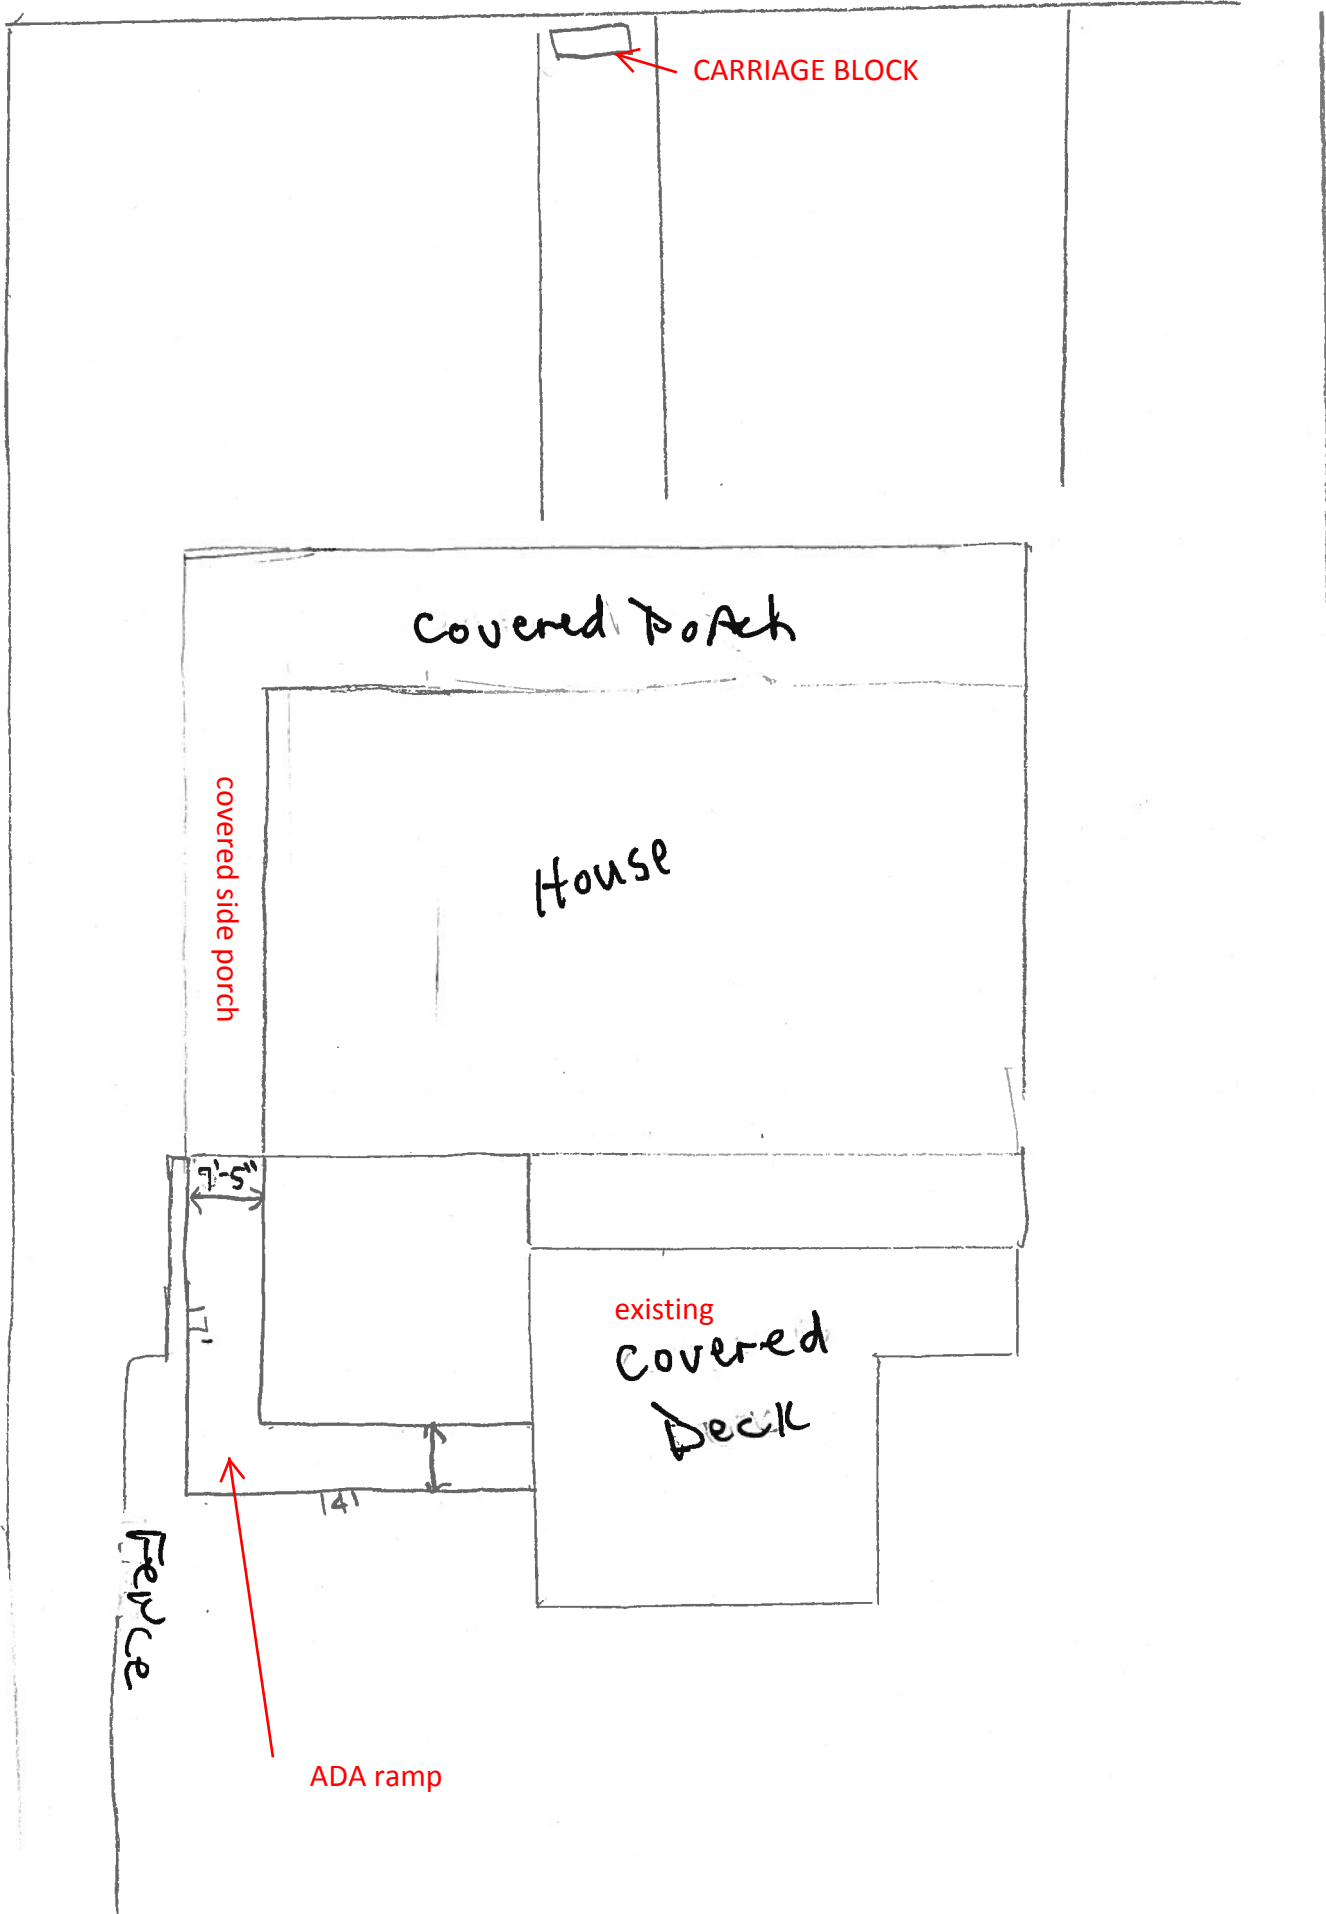 CARRIAGE BLOCK
Covered Porch
covered side porch
House
7'-5"
17'
existing
Covered
Deck
14'
Fence
ADA ramp